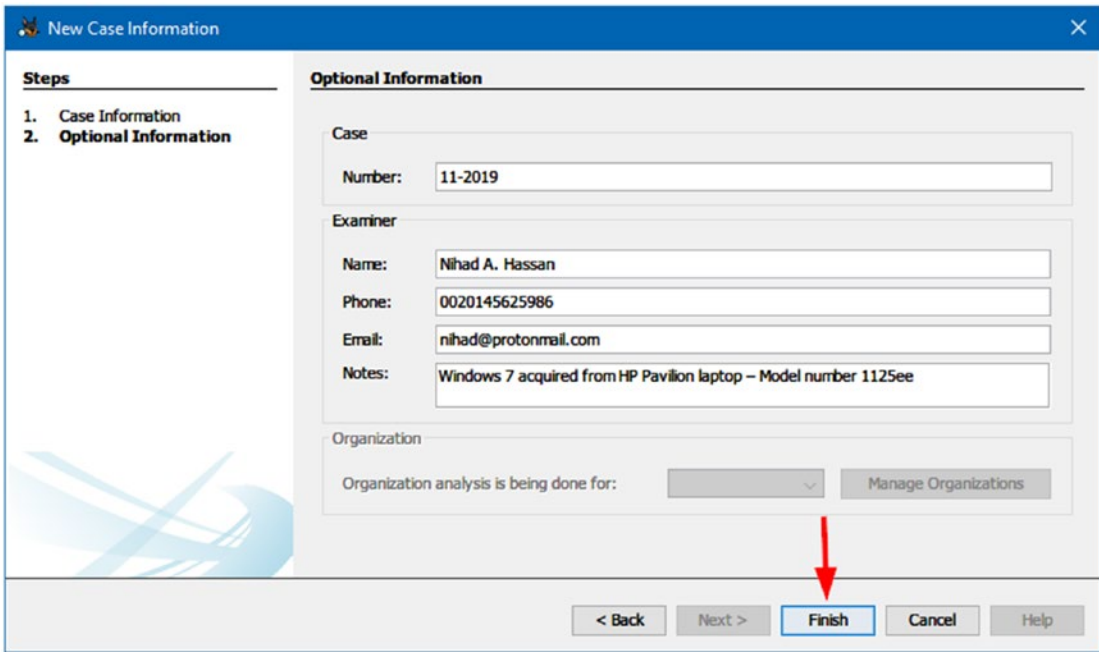 New Case Information
Steps
1. Case Information
2. Optional Information
Optional Information
Case
Number: 11-2019
Examiner
Name: Nihad A. Hassan
Phone: 0020145625986
Email: nihad@protonmail.com
Notes: Windows 7 acquired from HP Pavilion laptop – Model number 1125ee
Organization
Organization analysis is being done for: Manage Organizations
< Back Next > Finish Cancel Help